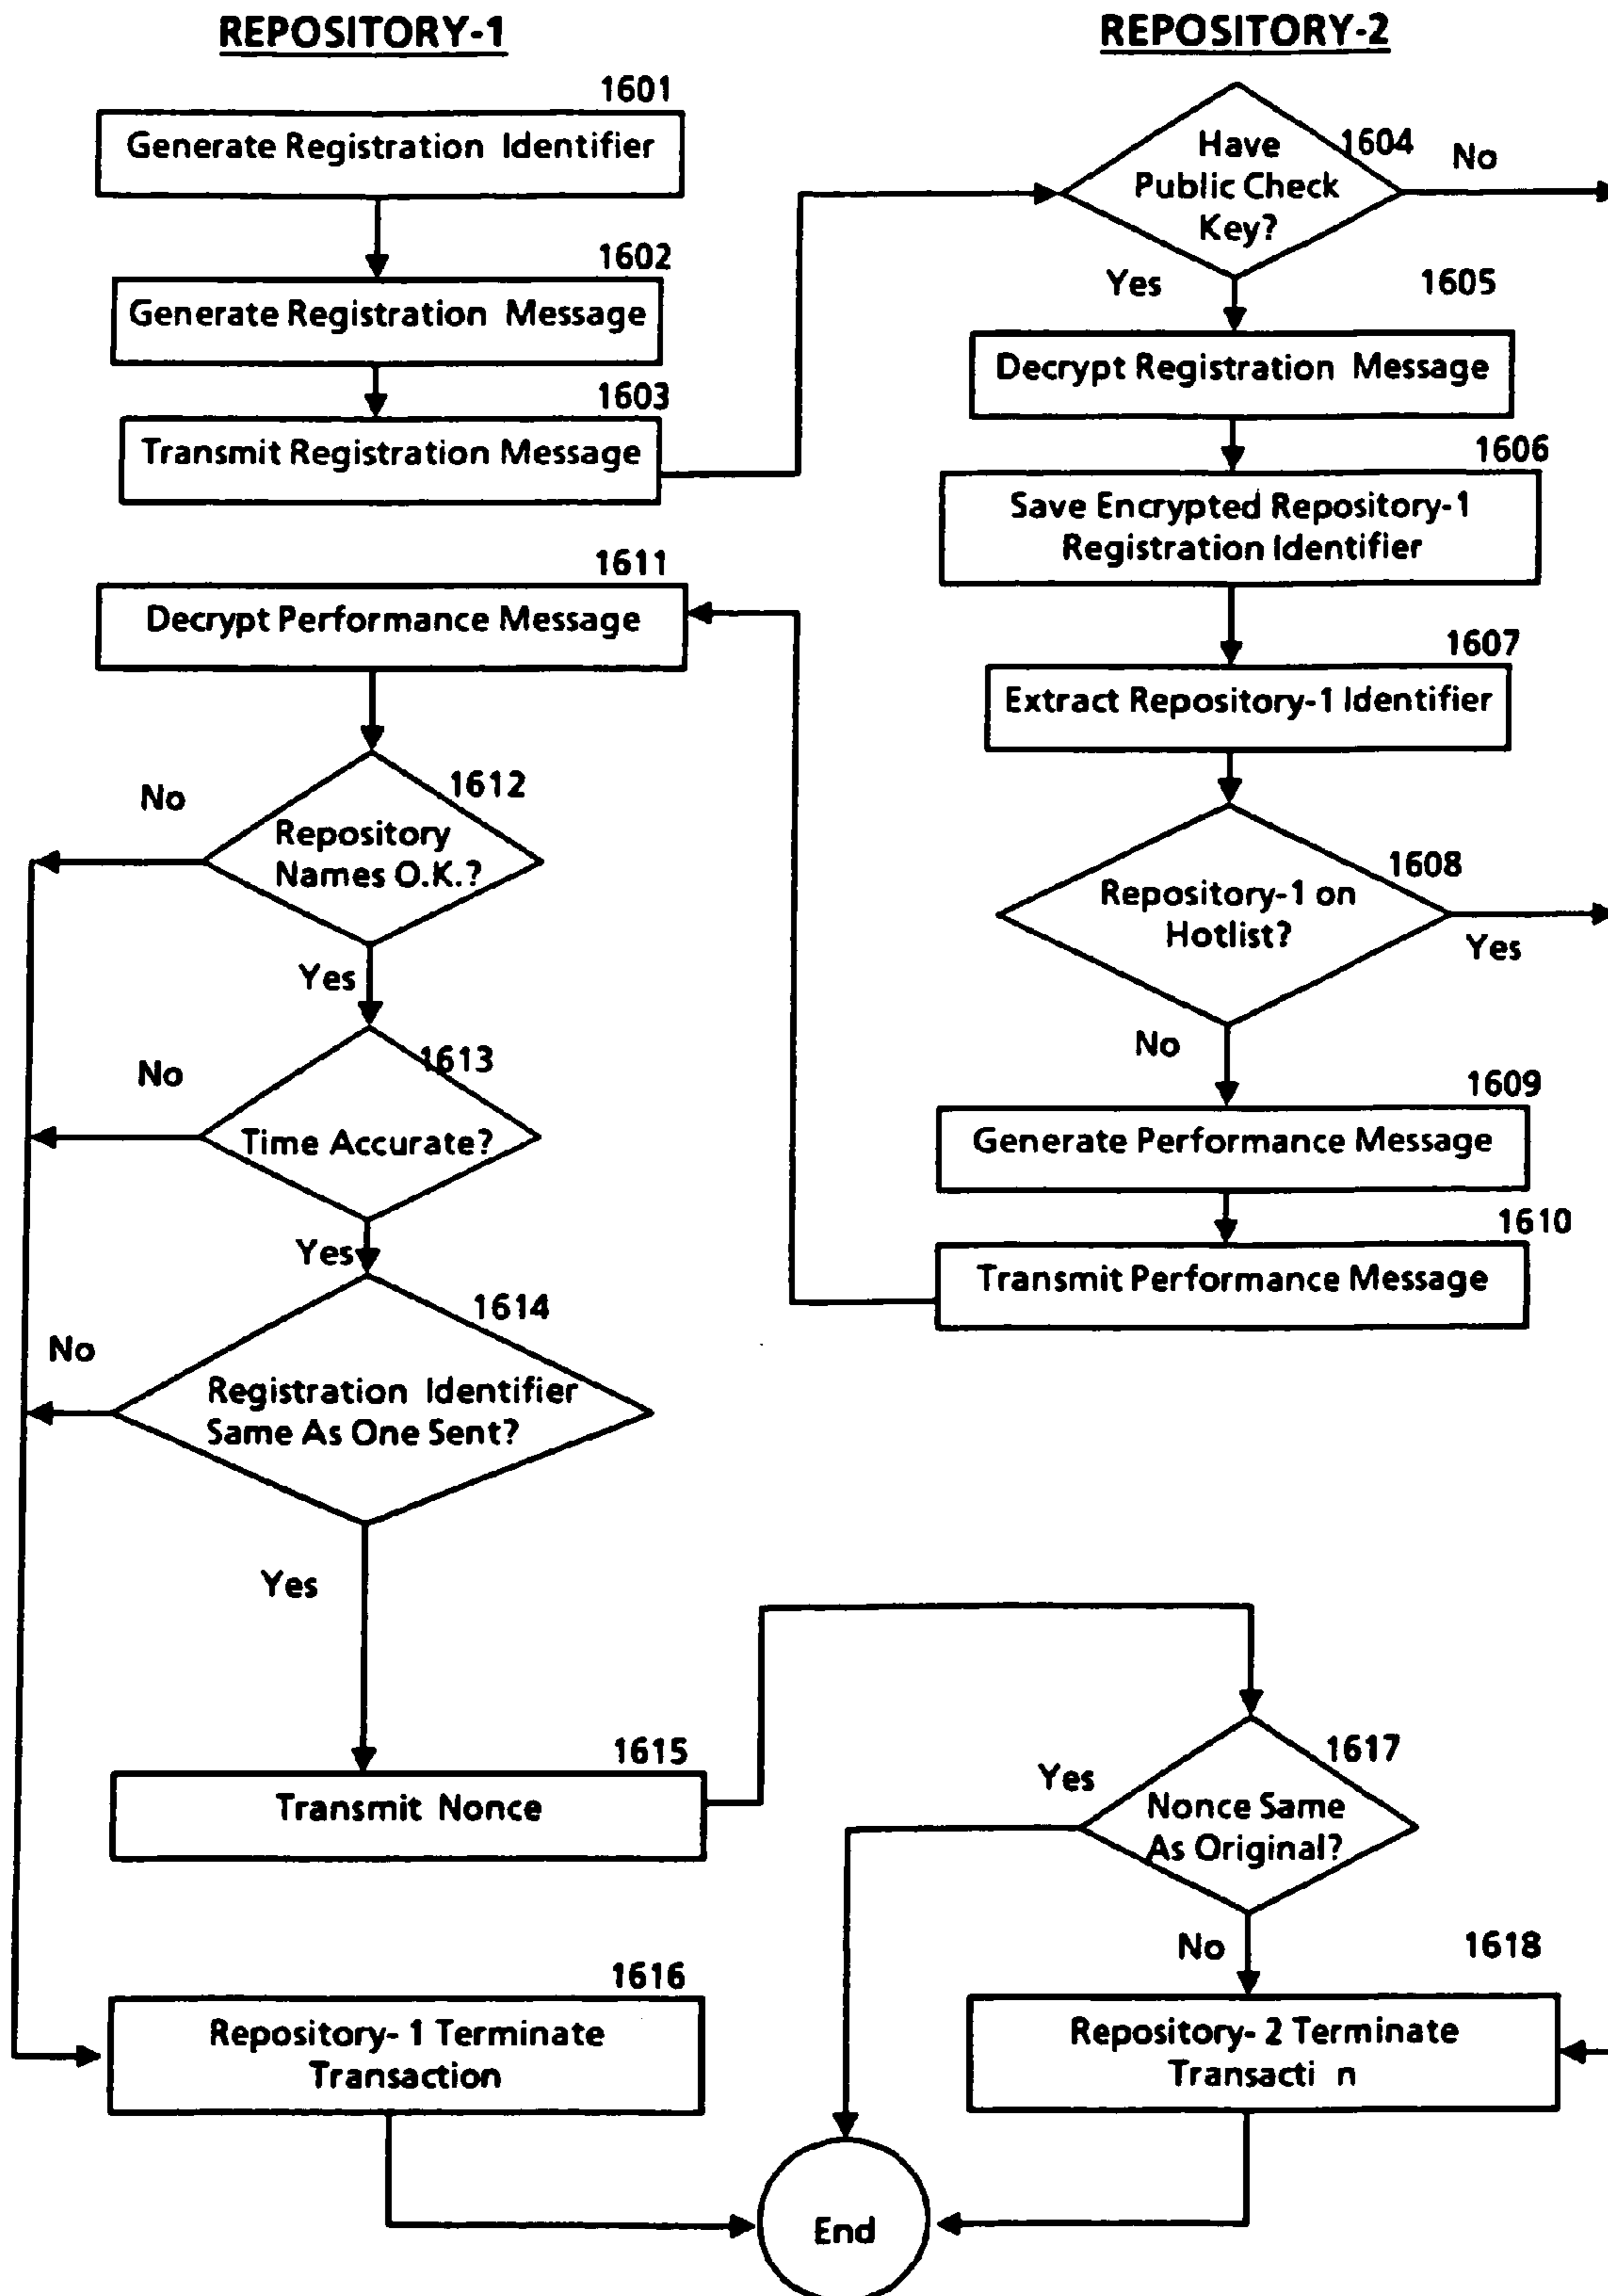 REPOSITORY-1
1601
Generate Registration Identifier
1602
Generate Registration Message
1603
Transmit Registration Message
1611
Decrypt Performance Message
1612
No
Repository
Names O.K.?
Yes
1613
No
Time Accurate?
Yes
1614
No
Registration Identifier
Same As One Sent?
Yes
1615
Transmit Nonce
1616
Repository- 1 Terminate
Transaction
REPOSITORY-2
1604
No
Have
Public Check
Key?
Yes
1605
Decrypt Registration Message
1606
Save Encrypted Repository-1
Registration Identifier
1607
Extract Repository-1 Identifier
1608
Repository-1 on
Hotlist?
Yes
No
1609
Generate Performance Message
1610
Transmit Performance Message
1617
Yes
Nonce Same
As Original?
No
1618
Repository- 2 Terminate
Transacti n
End